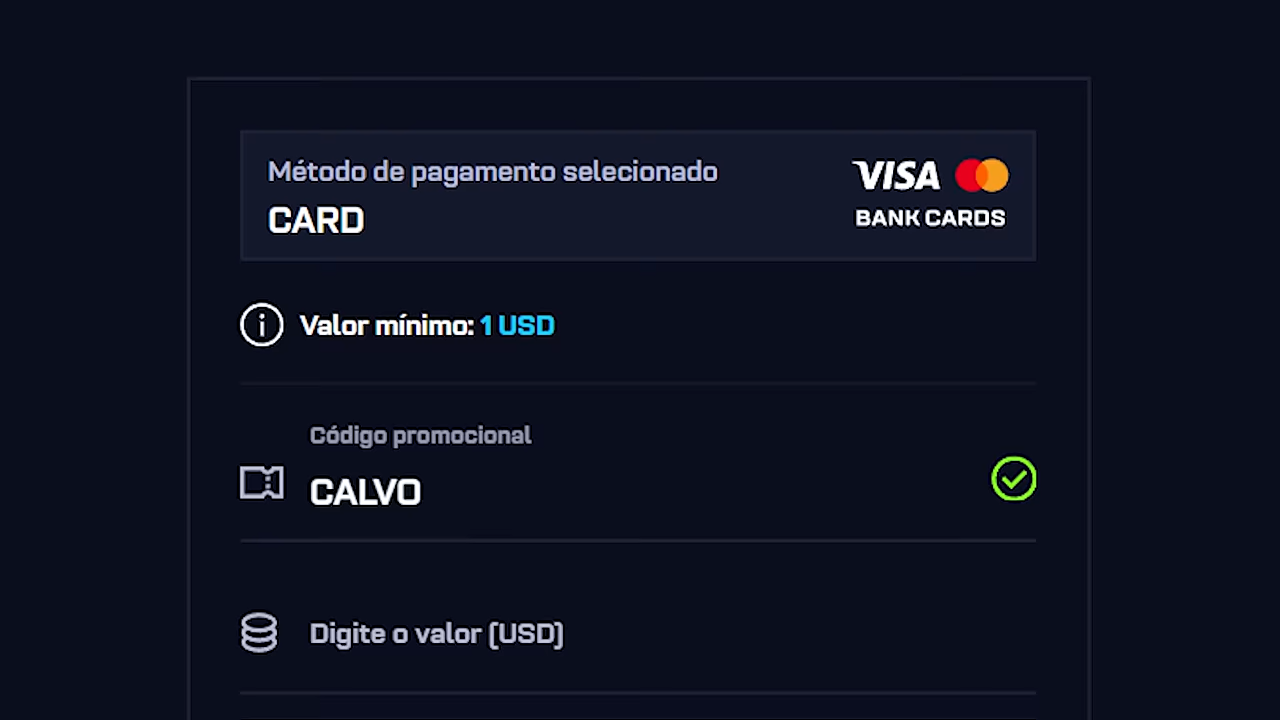 Método de pagamento selecionado
CARD
VISA
BANK CARDS
Valor mínimo: 1 USD
Código promocional
CALVO
Digite o valor (USD)